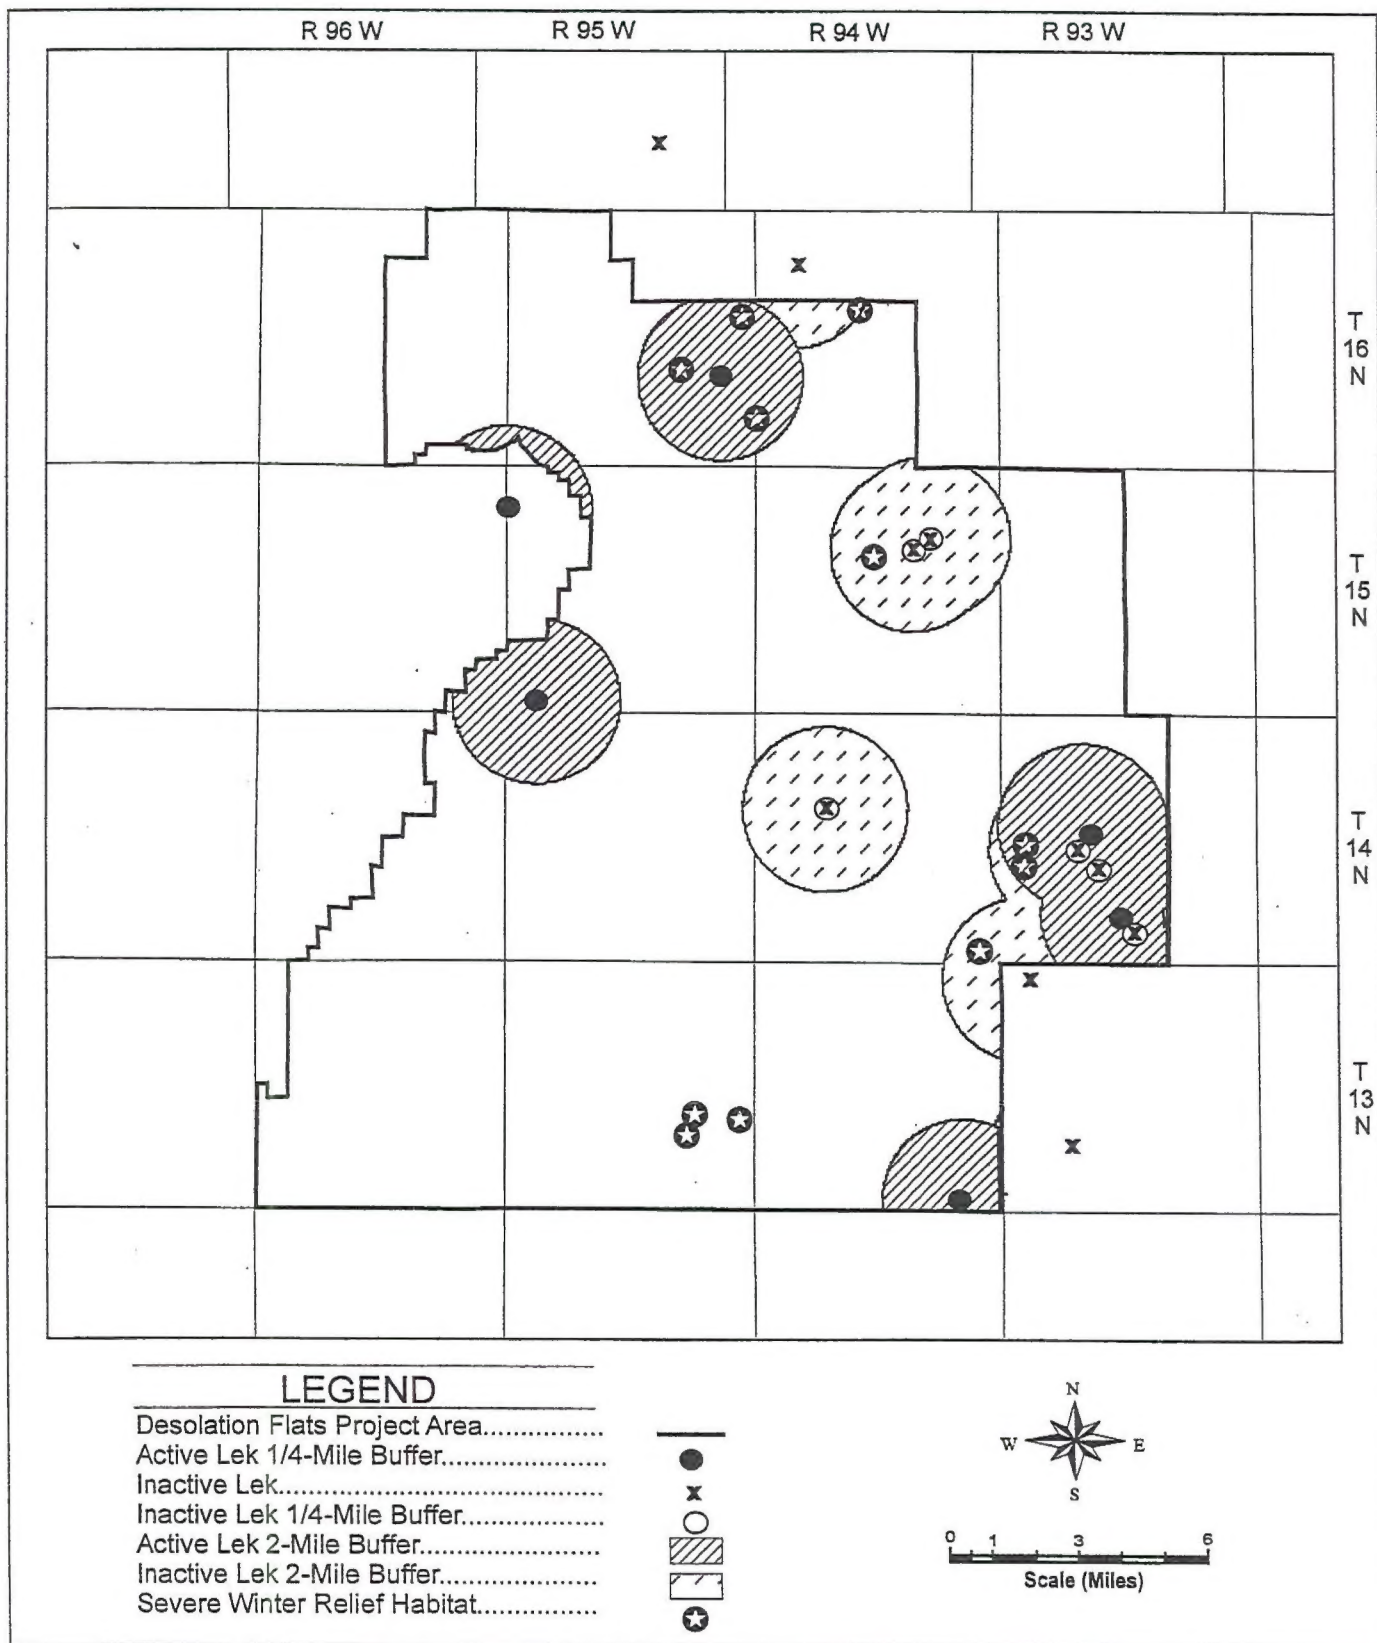 R 96 W R 95 W R 94 W R 93 W
T
16
N
T
15
N
T
14
N
T
13
N
LEGEND
Desolation Flats Project Area................
Active Lek 1/4-Mile Buffer......................
Inactive Lek...........................................
Inactive Lek 1/4-Mile Buffer...................
Active Lek 2-Mile Buffer.........................
Inactive Lek 2-Mile Buffer......................
Severe Winter Relief Habitat.................
N
W E
S
0 1 3 6
Scale (Miles)